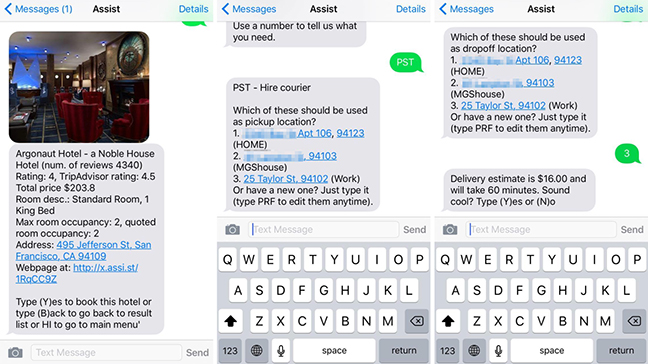 Messages (1)
Assist
Details
Argonaut Hotel - a Noble House
Hotel (num. of reviews 4340)
Rating: 4, TripAdvisor rating: 4.5
Total price $203.8
Room desc.: Standard Room, 1
King Bed
Max room occupancy: 2, quoted
room occupancy: 2
Address: 495 Jefferson St, San
Francisco, CA 94109
Webpage at: http://x.assi.st/
1RqCC9Z
Type (Y)es to book this hotel or
type (B)ack to go back to result
list or HI to go to main menu'
Text Message
Send
Messages
Assist
Details
Use a number to tell us what
you need.
PST
PST - Hire courier
Which of these should be used
as pickup location?
1. Apt 106, 94123
(HOME)
2. 94103
(MGShouse)
3. 25 Taylor St, 94102 (Work)
Or have a new one? Just type it
(type PRF to edit them anytime).
Text Message
Send
Q W E R T Y U I O P
A S D F G H J K L
Z X C V B N M
123
space
return
Messages
Assist
Details
Which of these should be used as
dropoff location?
1. Apt 106, 94123
(HOME)
2. 94103
(MGShouse)
3. 25 Taylor St, 94102 (Work)
Or have a new one? Just type it
(type PRF to edit them anytime).
3
Delivery estimate is $16.00 and
will take 60 minutes. Sound
cool? Type (Y)es or (N)o
Text Message
Send
Q W E R T Y U I O P
A S D F G H J K L
Z X C V B N M
123
space
return